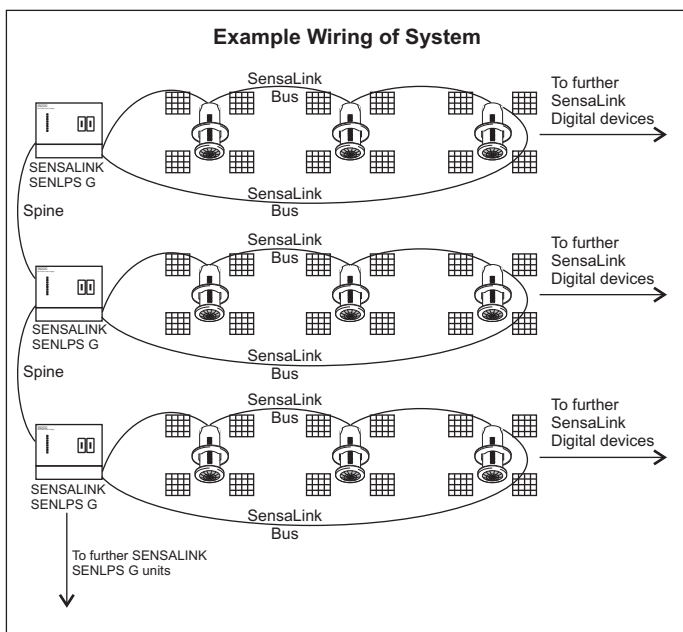 Example Wiring of System
SensaLink
Bus
To further
SensaLink
Digital devices
SENSALINK
SENLPS G
SensaLink
Bus
Spine
SensaLink
Bus
To further
SensaLink
Digital devices
SENSALINK
SENLPS G
SensaLink
Bus
Spine
SensaLink
Bus
To further
SensaLink
Digital devices
SENSALINK
SENLPS G
SensaLink
Bus
To further SENSALINK
SENLPS G units